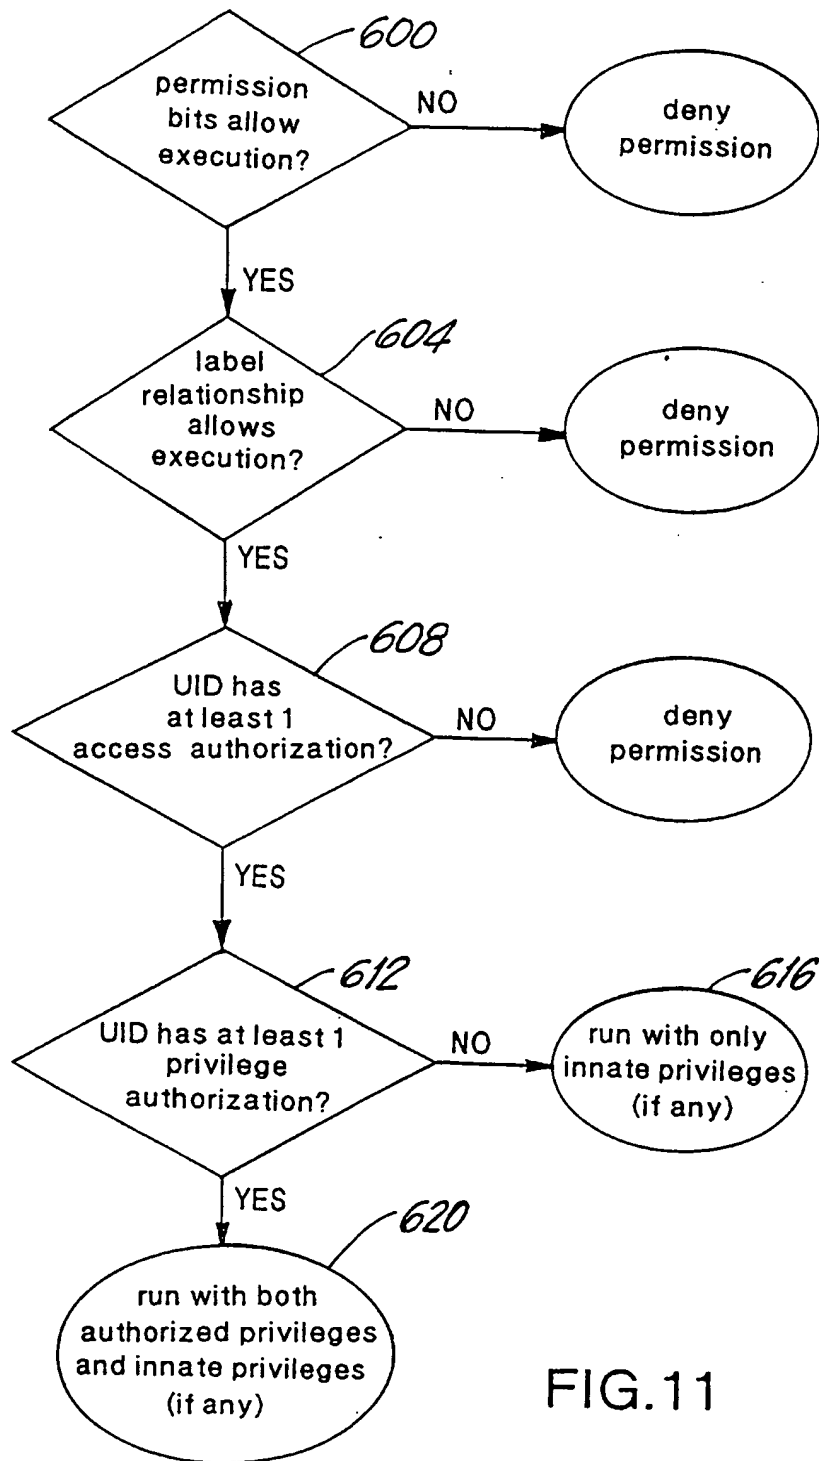 600
permission
bits allow
execution?
NO
deny
permission
YES
604
label
relationship
allows
execution?
NO
deny
permission
YES
608
UID has
at least 1
access authorization?
NO
deny
permission
YES
612
UID has at least 1
privilege
authorization?
NO
616
run with only
innate privileges
(if any)
YES
620
run with both
authorized privileges
and innate privileges
(if any)
FIG.11